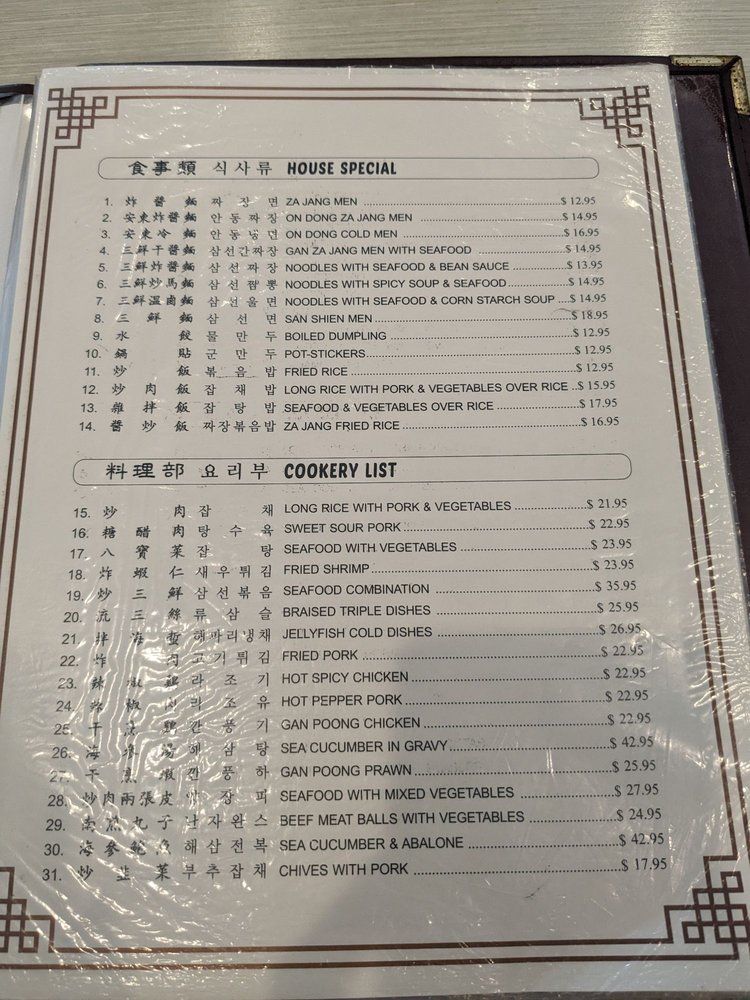 食事類 식사류 HOUSE SPECIAL
1. 炸醬麵 짜장면 ZA JANG MEN $ 12.95
2. 安東炸醬麵 안동짜장 ON DONG ZA JANG MEN $ 14.95
3. 安東冷麵 안동냉면 ON DONG COLD MEN $ 16.95
4. 三鮮干醬麵 삼선간짜장 GAN ZA JANG MEN WITH SEAFOOD $ 14.95
5. 三鮮炸醬麵 삼선짜장 NOODLES WITH SEAFOOD & BEAN SAUCE $ 13.95
6. 三鮮炒馬麵 삼선짬뽕 NOODLES WITH SPICY SOUP & SEAFOOD $ 14.95
7. 三鮮溫鹵麵 삼선울면 NOODLES WITH SEAFOOD & CORN STARCH SOUP $ 14.95
8. 三鮮麵 삼선면 SAN SHIEN MEN $ 18.95
9. 水餃 물만두 BOILED DUMPLING $ 12.95
10. 鍋貼 군만두 POT-STICKERS $ 12.95
11. 炒飯 볶음밥 FRIED RICE $ 12.95
12. 炒肉飯 잡채밥 LONG RICE WITH PORK & VEGETABLES OVER RICE $ 15.95
13. 雜拌飯 잡탕밥 SEAFOOD & VEGETABLES OVER RICE $ 17.95
14. 醬炒飯 짜장볶음밥 ZA JANG FRIED RICE $ 16.95
料理部 요리부 COOKERY LIST
15. 炒肉 잡채 LONG RICE WITH PORK & VEGETABLES $ 21.95
16. 糖醋肉 탕수육 SWEET SOUR PORK $ 22.95
17. 八寶菜 잡탕 SEAFOOD WITH VEGETABLES $ 23.95
18. 炸蝦仁 새우튀김 FRIED SHRIMP $ 23.95
19. 炒三鮮 삼선볶음 SEAFOOD COMBINATION $ 35.95
20. 三絲 류삼슬 BRAISED TRIPLE DISHES $ 25.95
21. 拌海蜇 해파리냉채 JELLYFISH COLD DISHES $ 26.95
22. 炸肉 고기튀김 FRIED PORK $ 22.95
23. 辣椒鷄 라조기 HOT SPICY CHICKEN $ 22.95
24. 辣椒肉 라조유 HOT PEPPER PORK $ 22.95
25. 干烹鷄 깐풍기 GAN POONG CHICKEN $ 22.95
26. 海蔘湯 해삼탕 SEA CUCUMBER IN GRAVY $ 42.95
27. 干烹蝦 깐풍하 GAN POONG PRAWN $ 25.95
28. 炒肉兩張皮 양장피 SEAFOOD WITH MIXED VEGETABLES $ 27.95
29. 南煎丸子 난자완스 BEEF MEAT BALLS WITH VEGETABLES $ 24.95
30. 海參鮑魚 해삼전복 SEA CUCUMBER & ABALONE $ 42.95
31. 炒韭菜 부추잡채 CHIVES WITH PORK $ 17.95